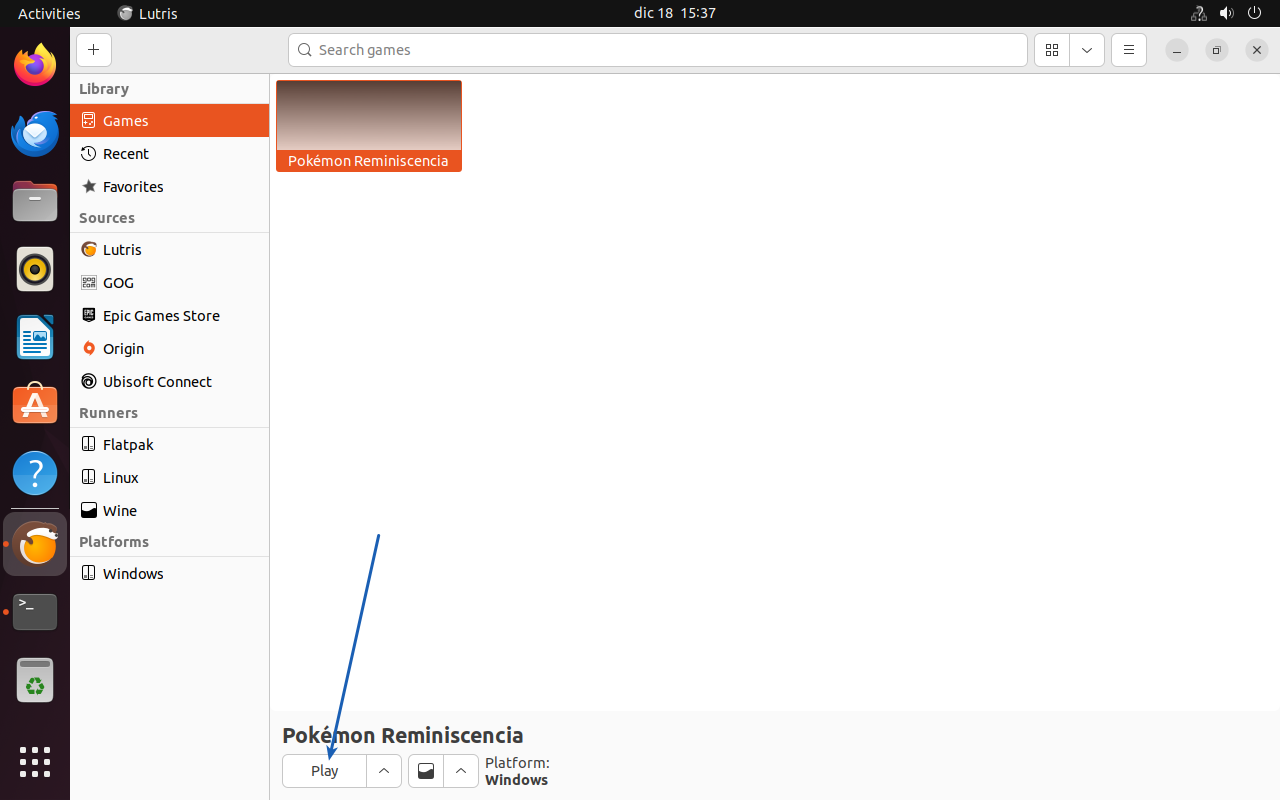 Activities
Lutris
dic 18 15:37
Search games
Library
Games
Recent
Favorites
Sources
Lutris
GOG
Epic Games Store
Origin
Ubisoft Connect
Runners
Flatpak
Linux
Wine
Platforms
Windows
Pokémon Reminiscencia
Pokémon Reminiscencia
Play
Platform:
Windows